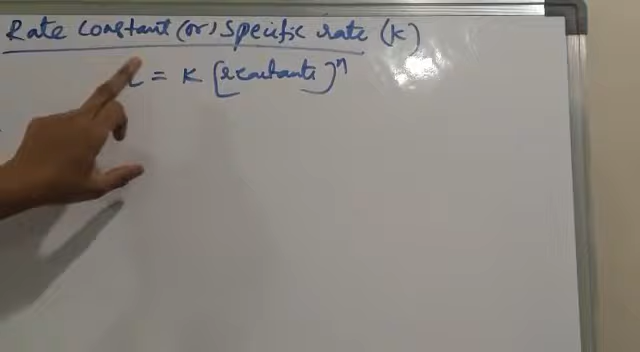 Rate Constant (or) Specific rate (K)
= K [reactants]ⁿ